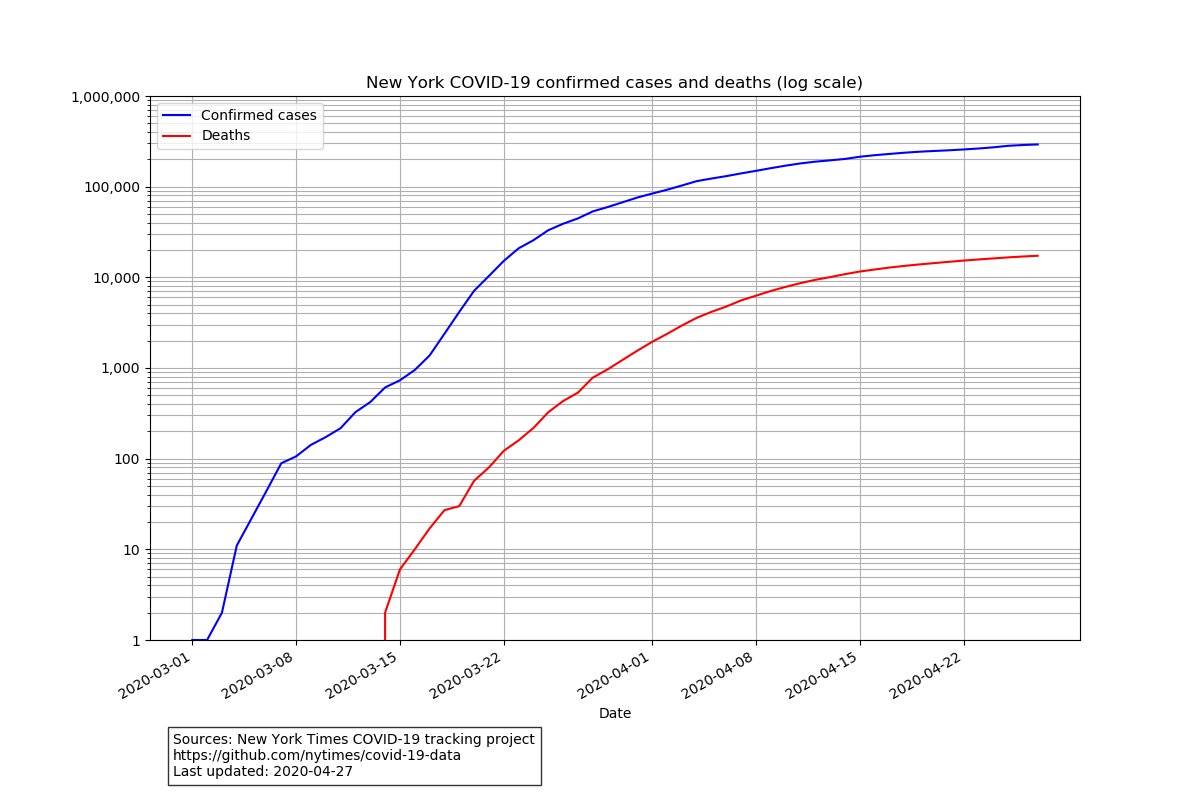 New York COVID-19 confirmed cases and deaths (log scale)
1,000,000
100,000
10,000
1,000
100
10
1
Confirmed cases
Deaths
2020-03-01
2020-03-08
2020-03-15
2020-03-22
2020-04-01
2020-04-08
2020-04-15
2020-04-22
Date
Sources: New York Times COVID-19 tracking project
https://github.com/nytimes/covid-19-data
Last updated: 2020-04-27